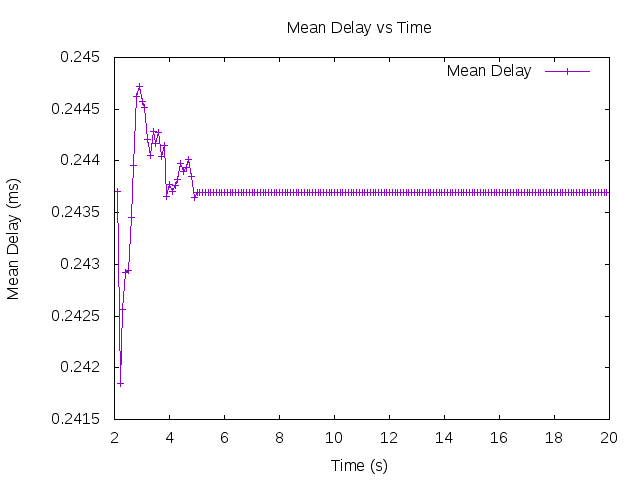 Mean Delay vs Time
Mean Delay
0.245
0.2445
0.244
0.2435
0.243
0.2425
0.242
0.2415
Mean Delay (ms)
2 4 6 8 10 12 14 16 18 20
Time (s)